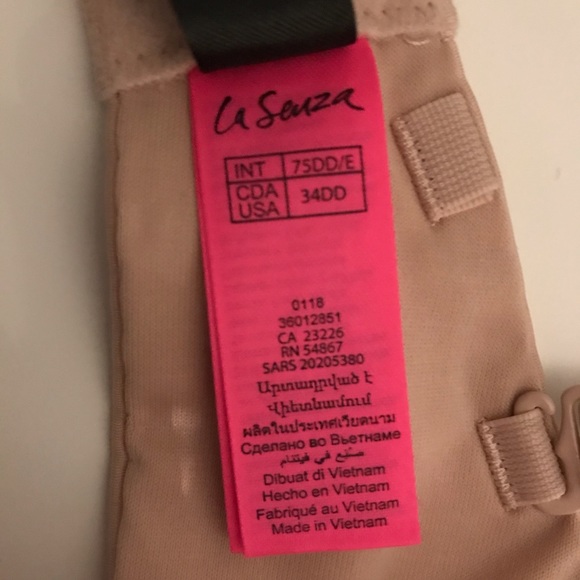 La Senza
INT 75DD/E
CDA USA 34DD
0118
36012851
CA 23226
RN 54867
SARS 20205380
Արտադրված է
Վիետնամում
ผลิตในประเทศเวียดนาม
Сделано во Вьетнаме
صنع في فيتنام
Dibuat di Vietnam
Hecho en Vietnam
Fabriqué au Vietnam
Made in Vietnam